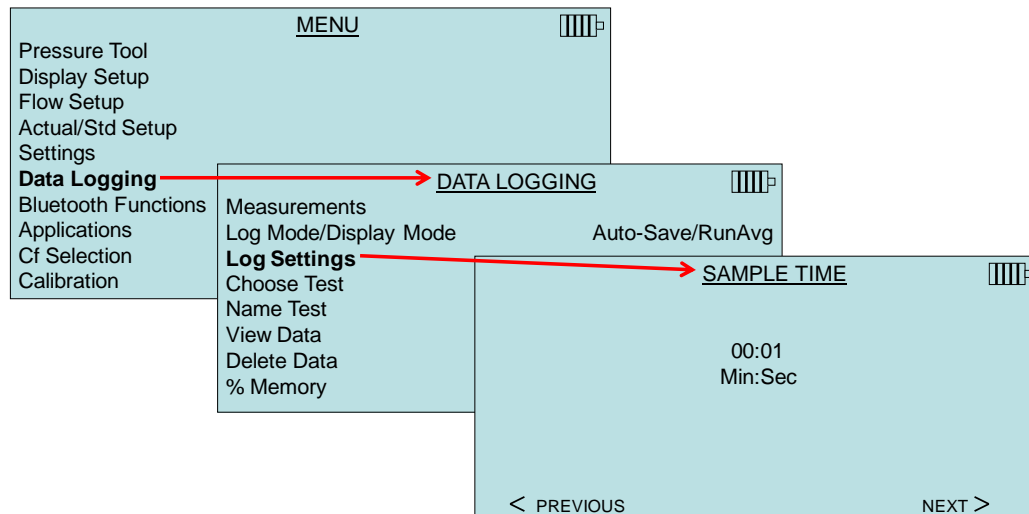 MENU
Pressure Tool
Display Setup
Flow Setup
Actual/Std Setup
Settings
Data Logging
Bluetooth Functions
Applications
Cf Selection
Calibration
DATA LOGGING
Measurements
Log Mode/Display Mode Auto-Save/RunAvg
Log Settings
Choose Test
Name Test
View Data
Delete Data
% Memory
SAMPLE TIME
00:01
Min:Sec
< PREVIOUS NEXT >